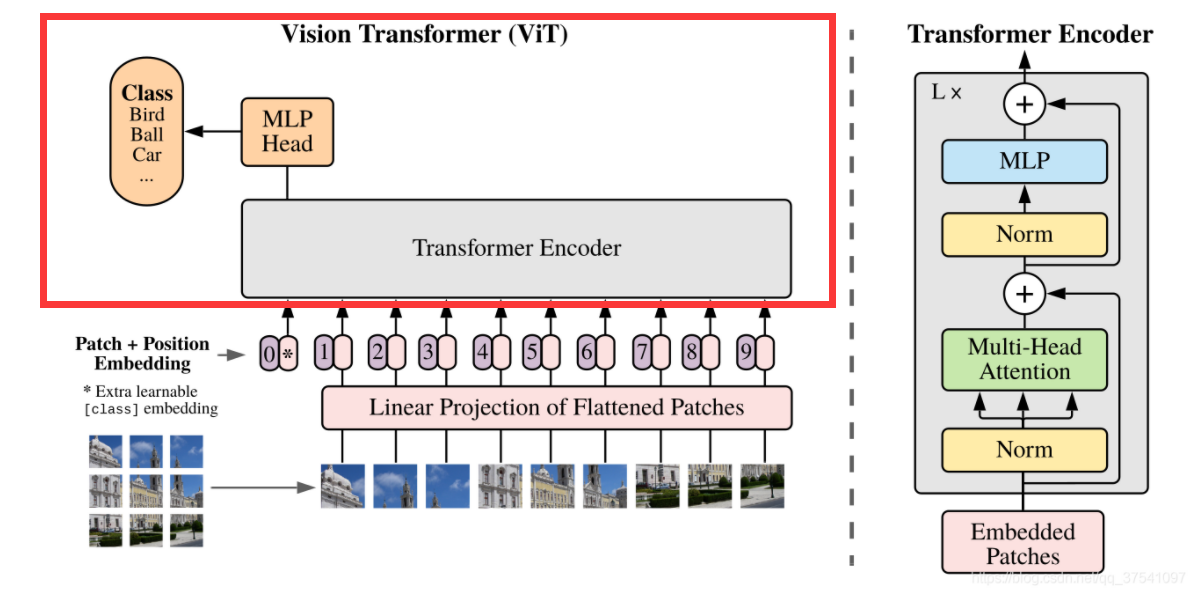 Vision Transformer (ViT)
Class
Bird
Ball
Car
...
MLP
Head
Transformer Encoder
Patch + Position
Embedding
0 * 1 2 3 4 5 6 7 8 9
* Extra learnable
[class] embedding
Linear Projection of Flattened Patches
Transformer Encoder
L ×
+
MLP
Norm
+
Multi-Head
Attention
Norm
Embedded
Patches
https://blog.csdn.net/qq_37541097